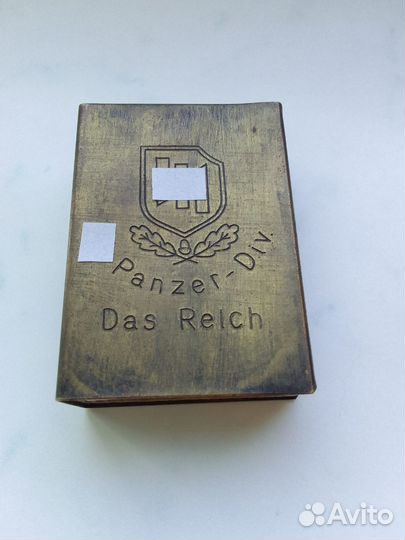 Panzer-Div.
Das Reich
Avito